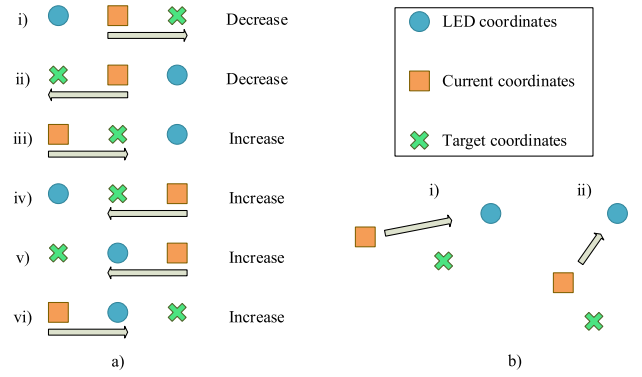 i) Decrease
ii) Decrease
iii) Increase
iv) Increase
v) Increase
vi) Increase
a)
LED coordinates
Current coordinates
Target coordinates
i) ii)
b)